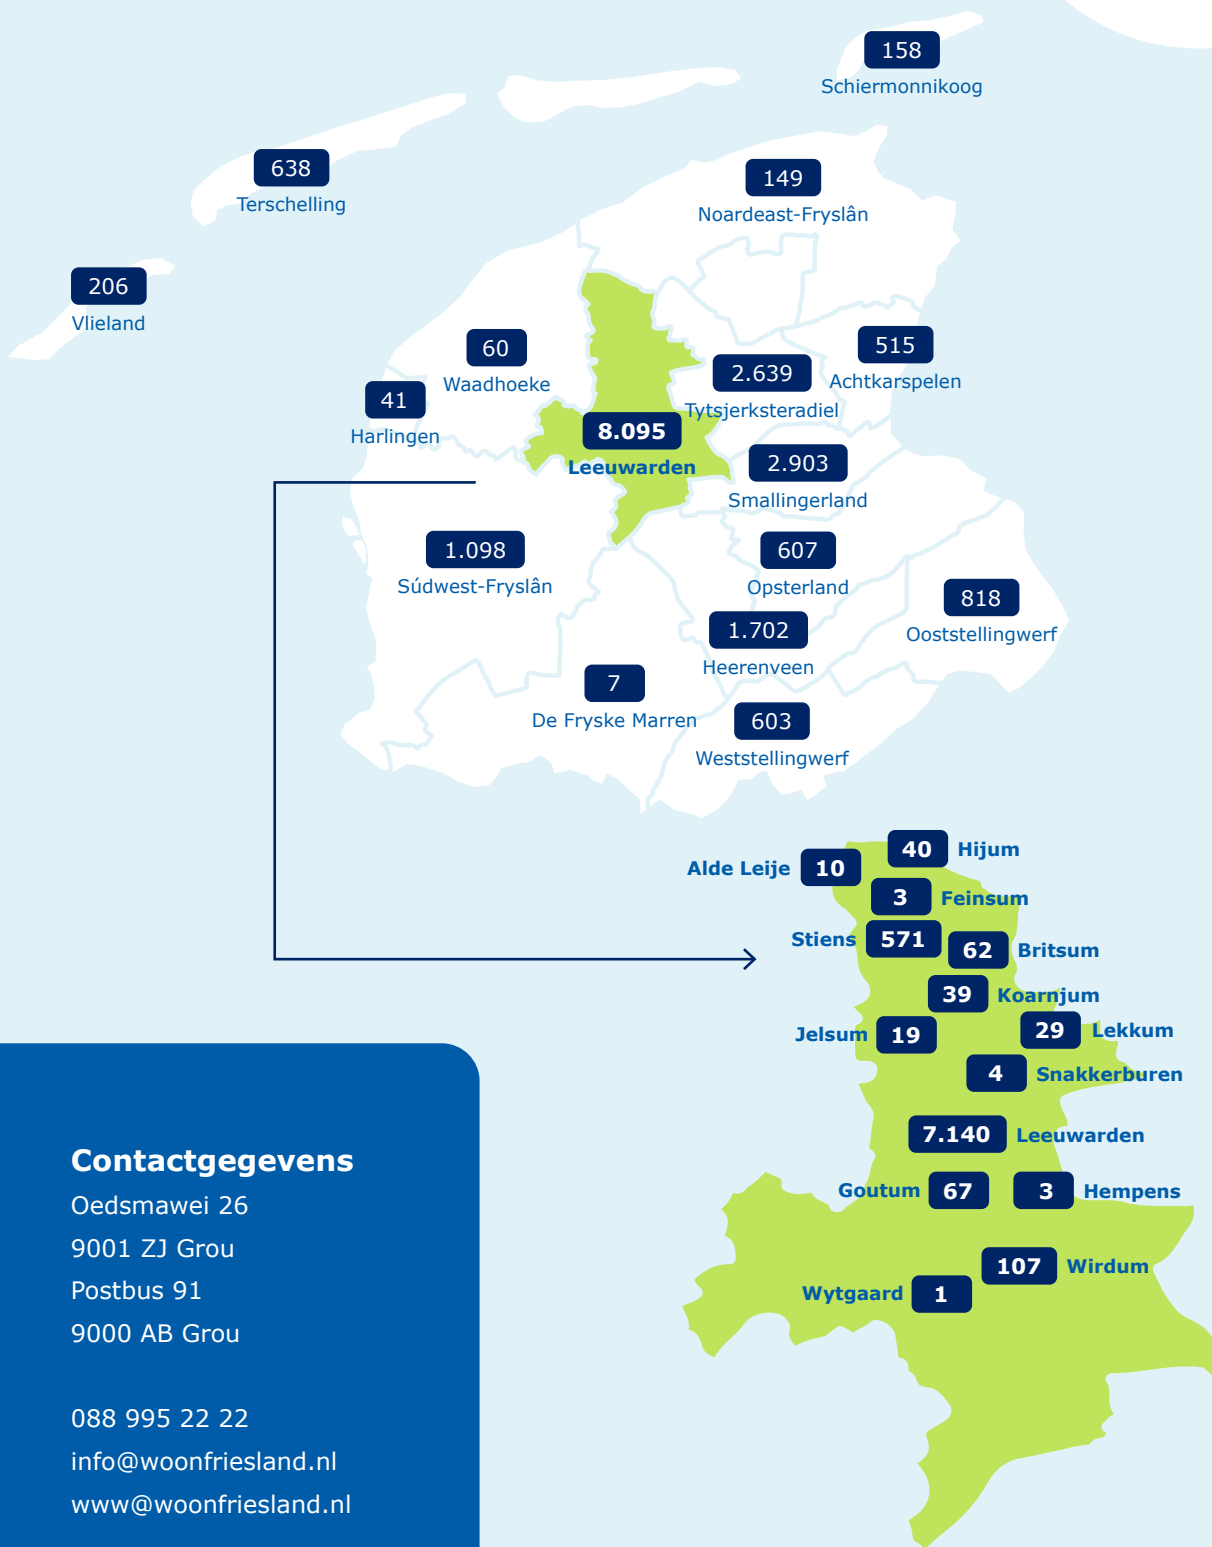 158
Schiermonnikoog
638
Terschelling
149
Noardeast-Fryslân
206
Vlieland
60
Waadhoeke
515
Achtkarspelen
2.639
Tytsjerksteradiel
41
Harlingen
8.095
Leeuwarden
2.903
Smallingerland
1.098
Súdwest-Fryslân
607
Opsterland
818
Ooststellingwerf
1.702
Heerenveen
7
De Fryske Marren
603
Weststellingwerf
40 Hijum
Alde Leije 10
3 Feinsum
Stiens 571
62 Britsum
39 Koarnjum
Jelsum 19
29 Lekkum
4 Snakkerburen
7.140 Leeuwarden
Goutum 67
3 Hempens
107 Wirdum
Wytgaard 1
Contactgegevens
Oedsmawei 26
9001 ZJ Grou
Postbus 91
9000 AB Grou
088 995 22 22
info@woonfriesland.nl
www@woonfriesland.nl